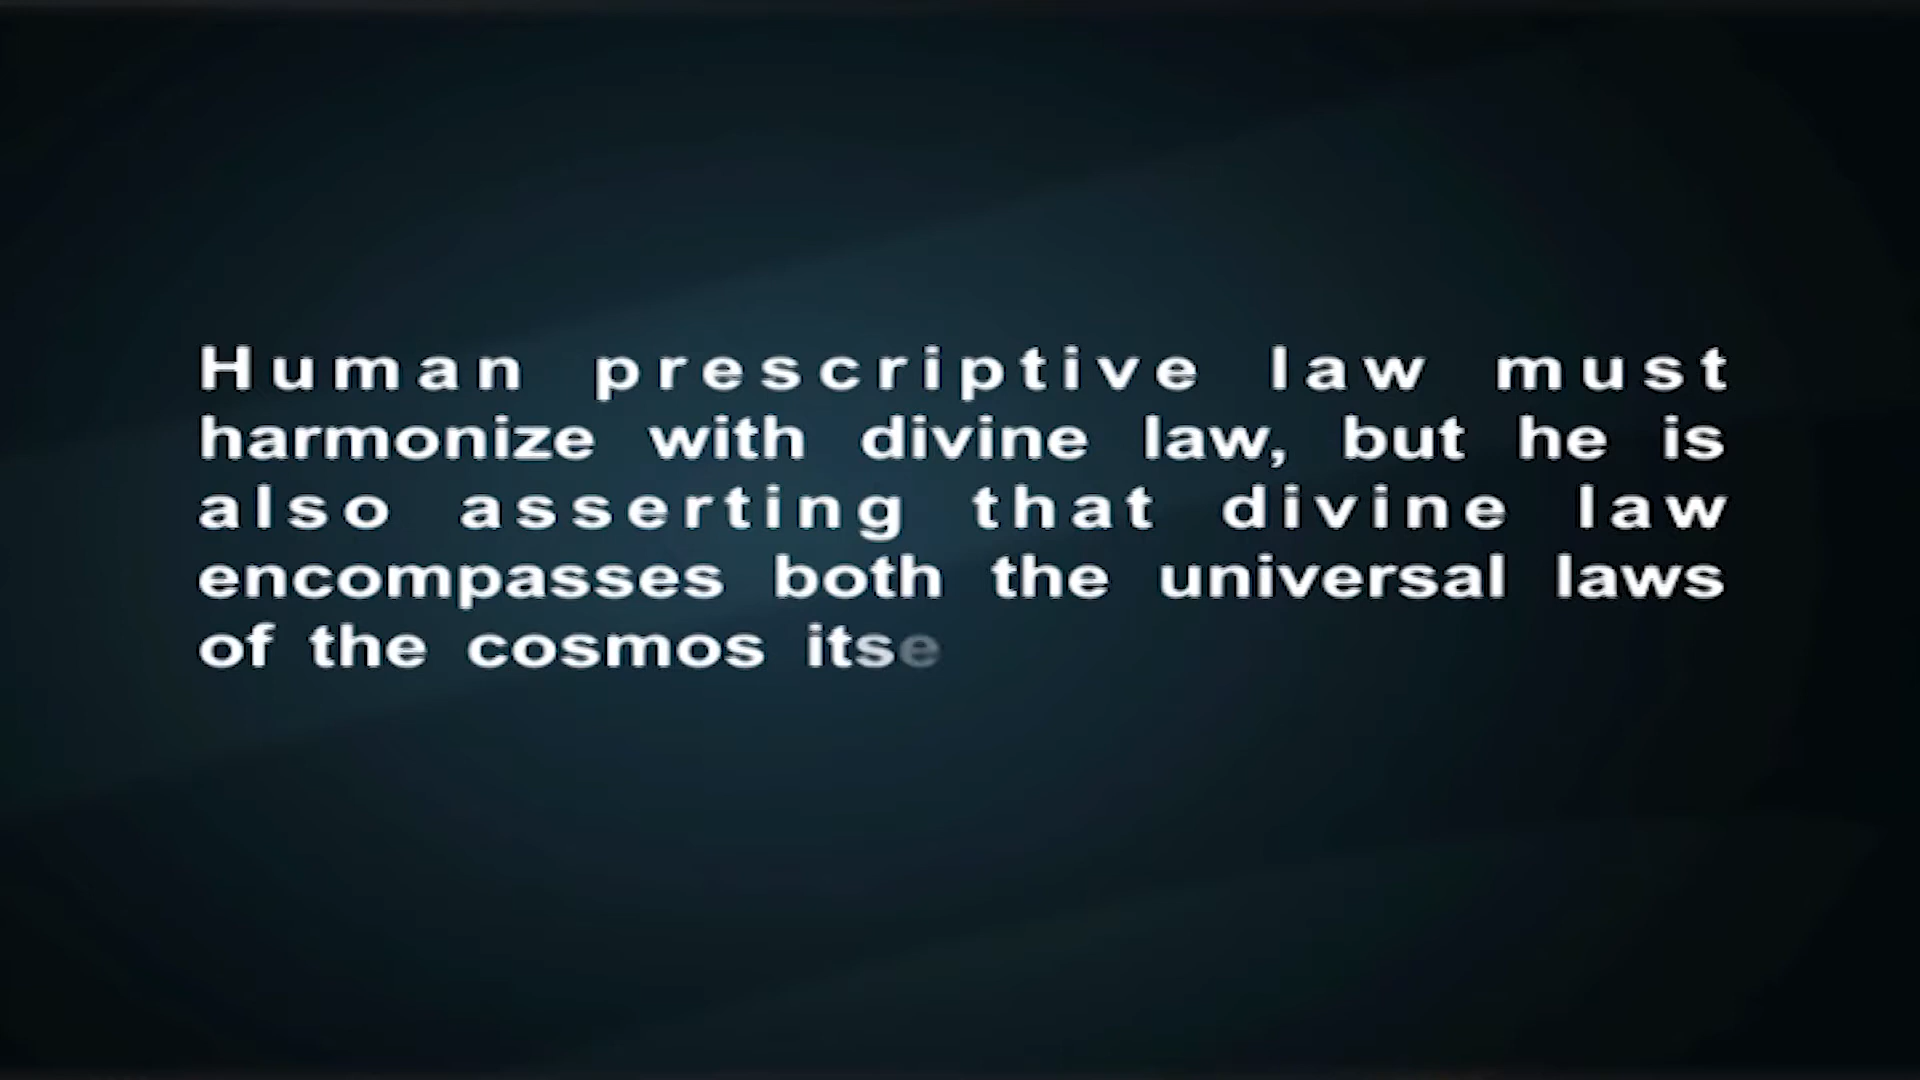 Human prescriptive law must
harmonize with divine law, but he is
also asserting that divine law
encompasses both the universal laws
of the cosmos itse